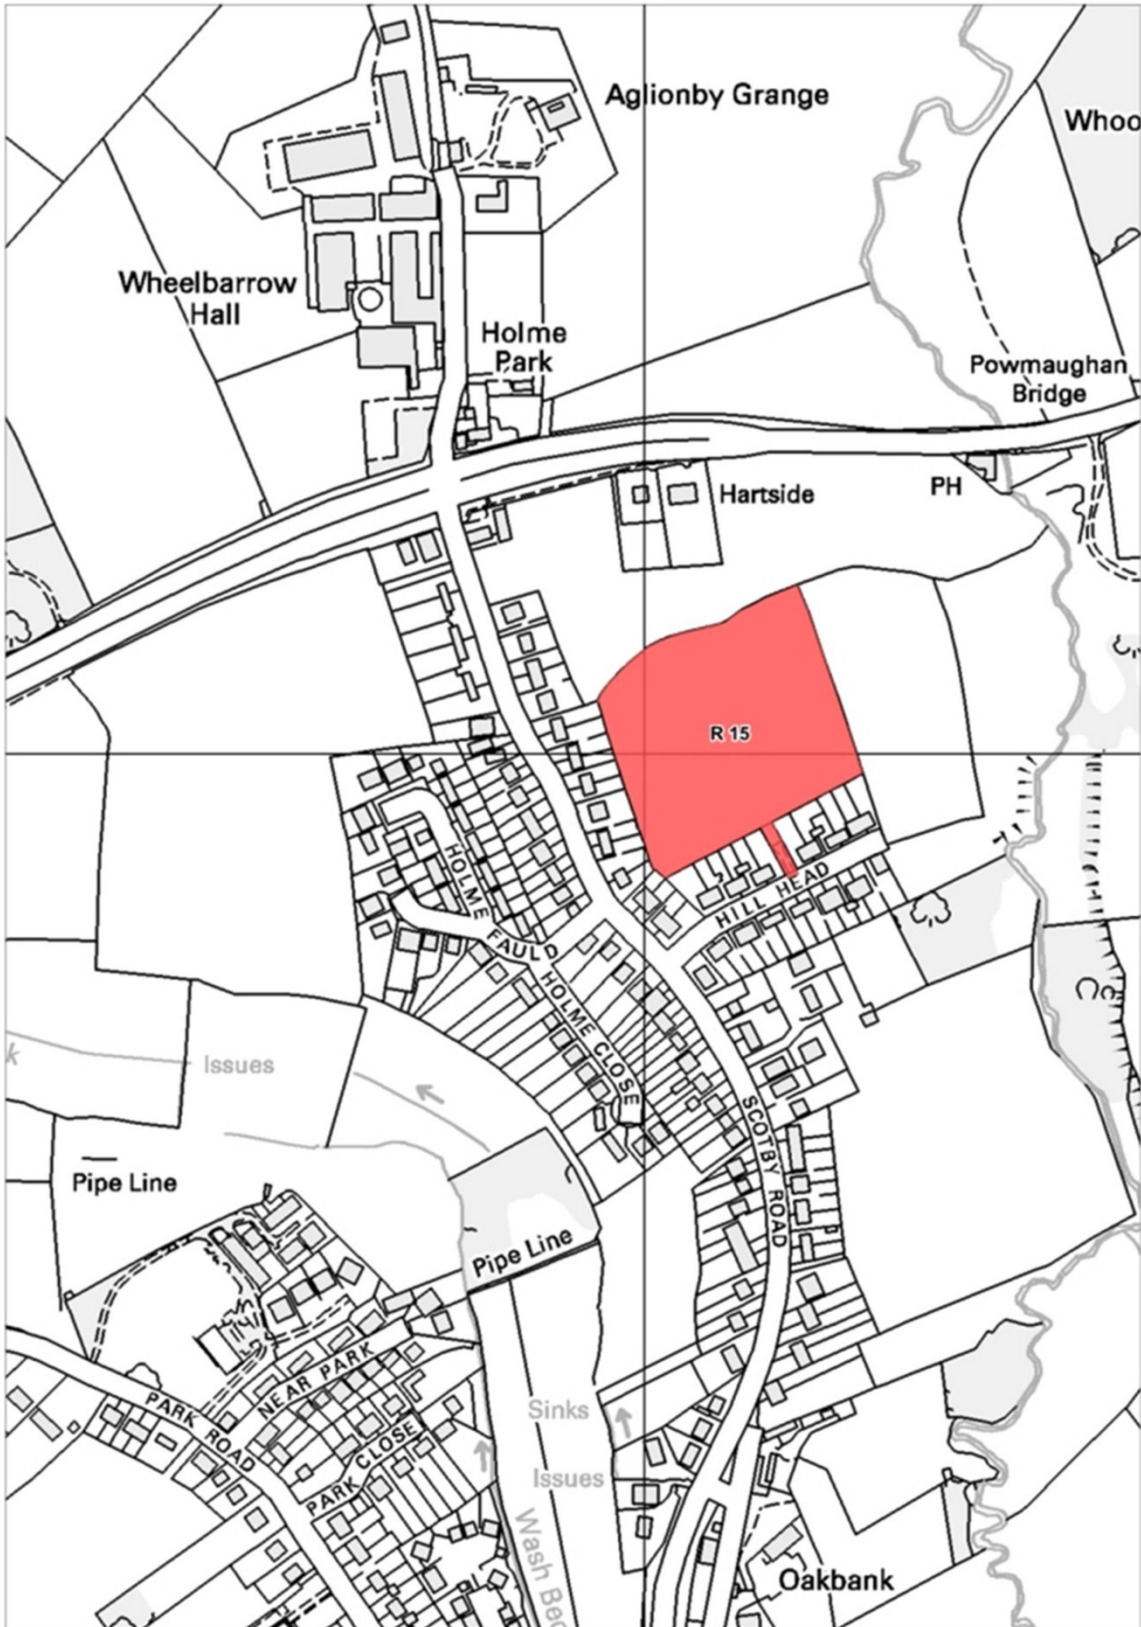 Aglionby Grange
Whoo
Wheelbarrow
Hall
Holme
Park
Powmaughan
Bridge
Hartside
PH
R 15
HOLME
FAULD
HILL HEAD
HOLME CLOSE
k
Issues
SCOTBY ROAD
Pipe Line
Pipe Line
NEAR PARK
PARK ROAD
PARK CLOSE
Sinks
Issues
Wash Bec
Oakbank